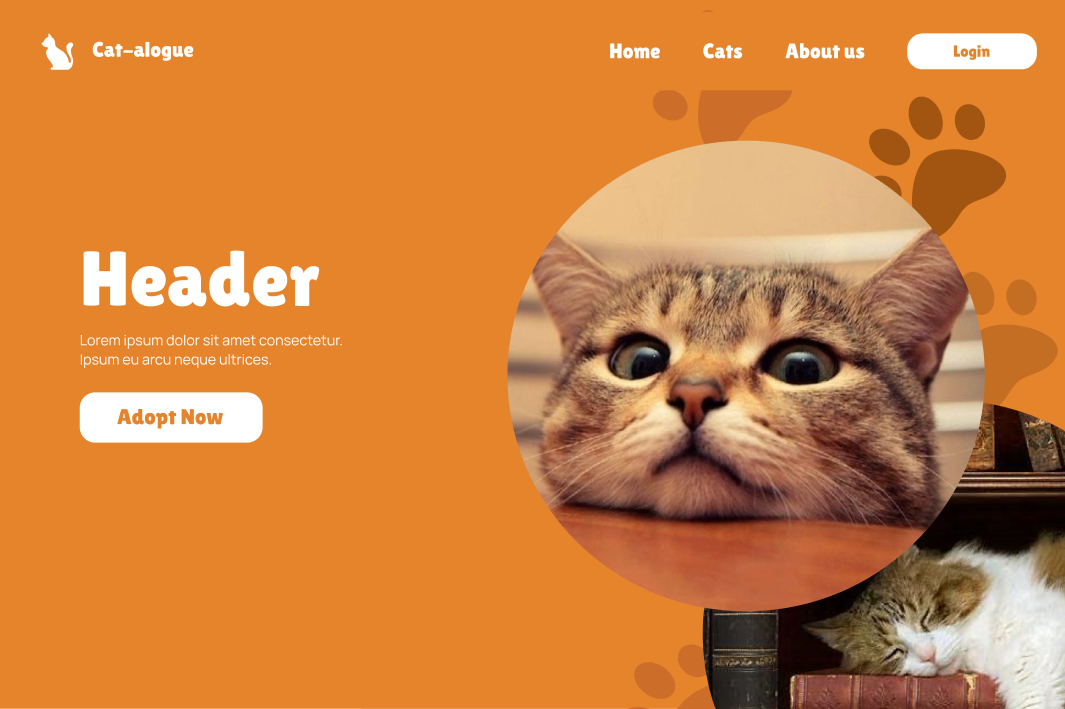 Cat-alogue
Home
Cats
About us
Login
Header
Lorem ipsum dolor sit amet consectetur.
Ipsum eu arcu neque ultrices.
Adopt Now